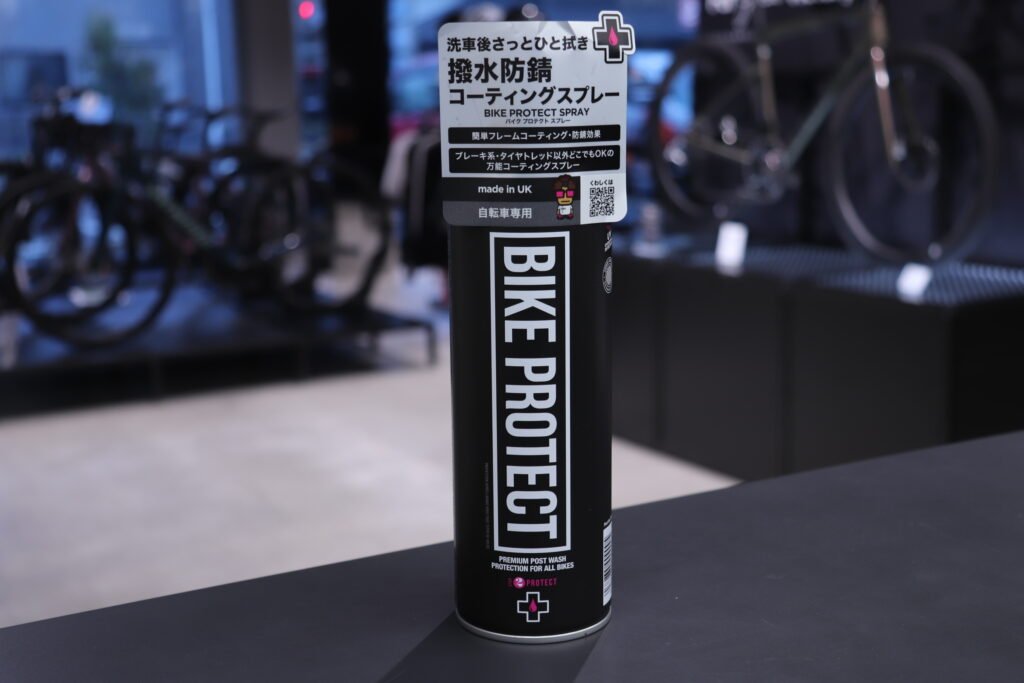 洗車後さっとひと拭き
撥水防錆
コーティングスプレー
BIKE PROTECT SPRAY
バイク プロテクト スプレー
簡単フレームコーティング・防錆効果
ブレーキ系・タイヤトレッド以外どこでもOKの
万能コーティングスプレー
made in UK
くわしくは
自転車専用
BIKE PROTECT
PREMIUM POST WASH
PROTECTION FOR ALL BIKES
2 PROTECT